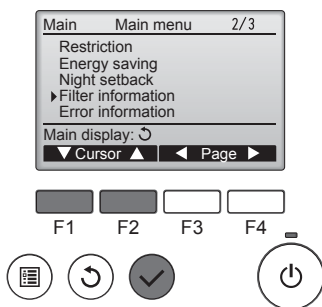 Main Main menu 2/3
Restriction
Energy saving
Night setback
▶Filter information
Error information
Main display: ↺
▼ Cursor ▲ ◀ Page ▶
F1 F2 F3 F4